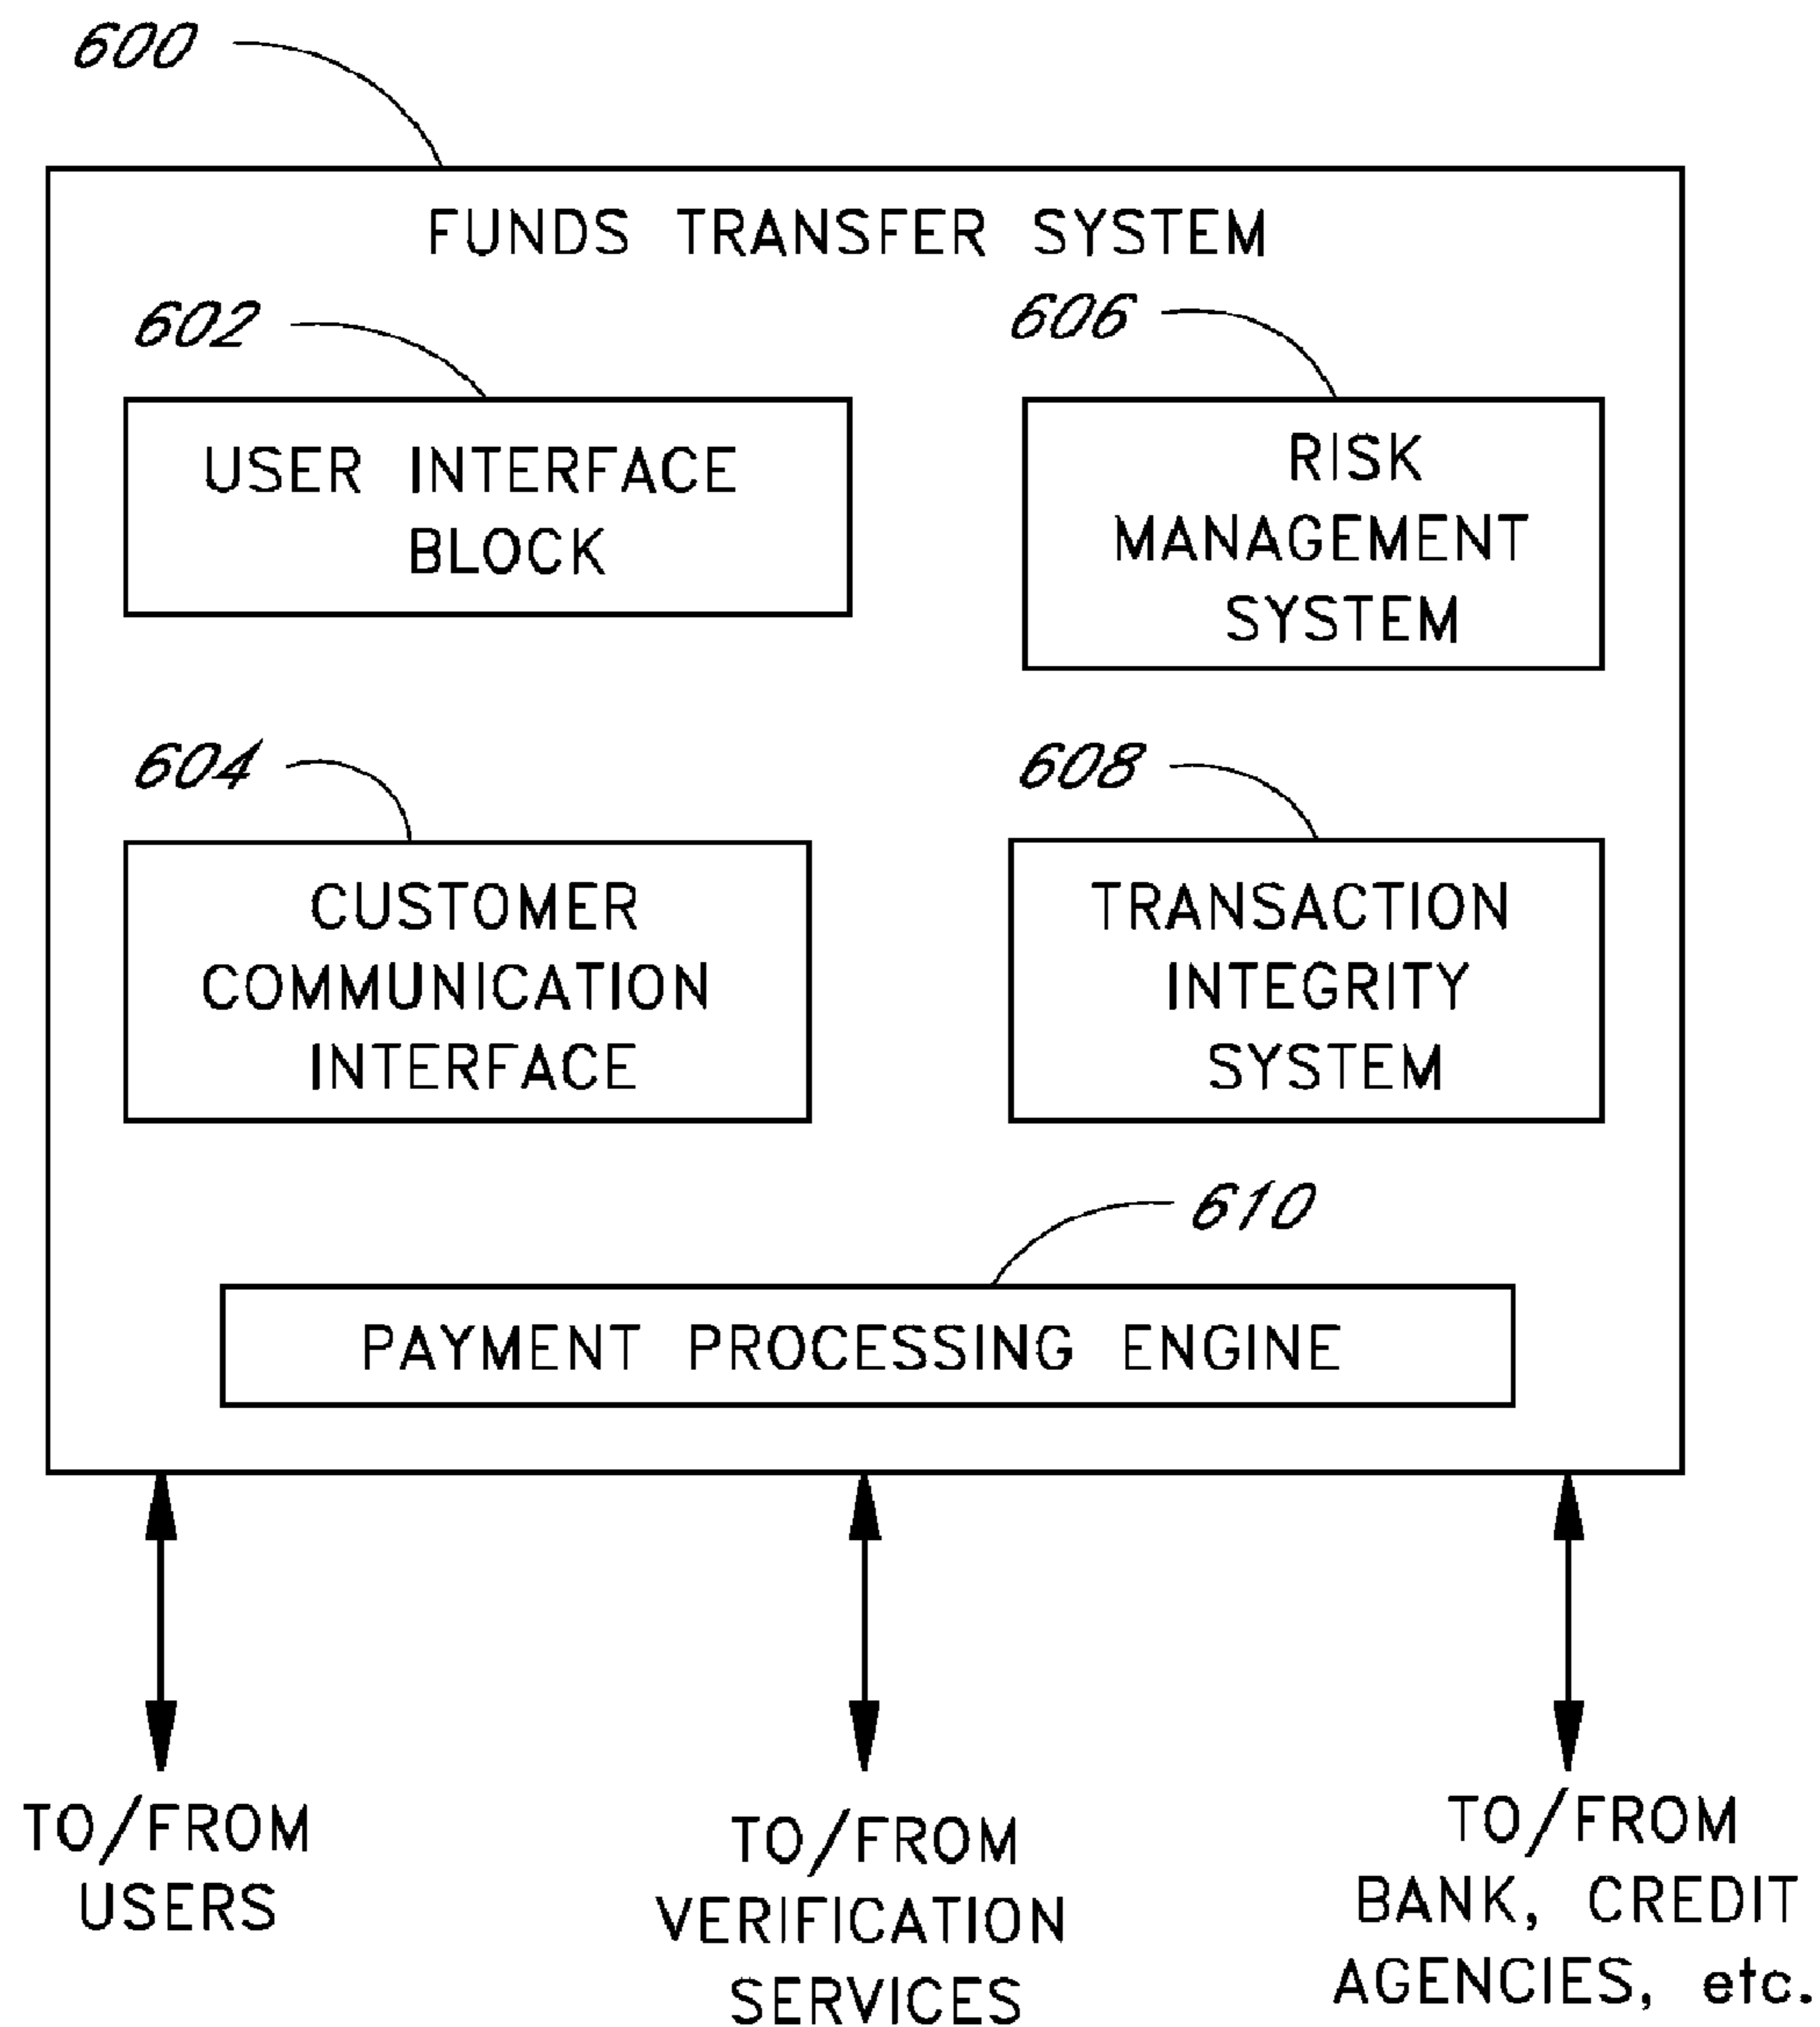 600
FUNDS TRANSFER SYSTEM
602
606
USER INTERFACE
BLOCK
RISK
MANAGEMENT
SYSTEM
604
608
CUSTOMER
COMMUNICATION
INTERFACE
TRANSACTION
INTEGRITY
SYSTEM
610
PAYMENT PROCESSING ENGINE
TO/FROM
USERS
TO/FROM
VERIFICATION
SERVICES
TO/FROM
BANK, CREDIT
AGENCIES, etc.